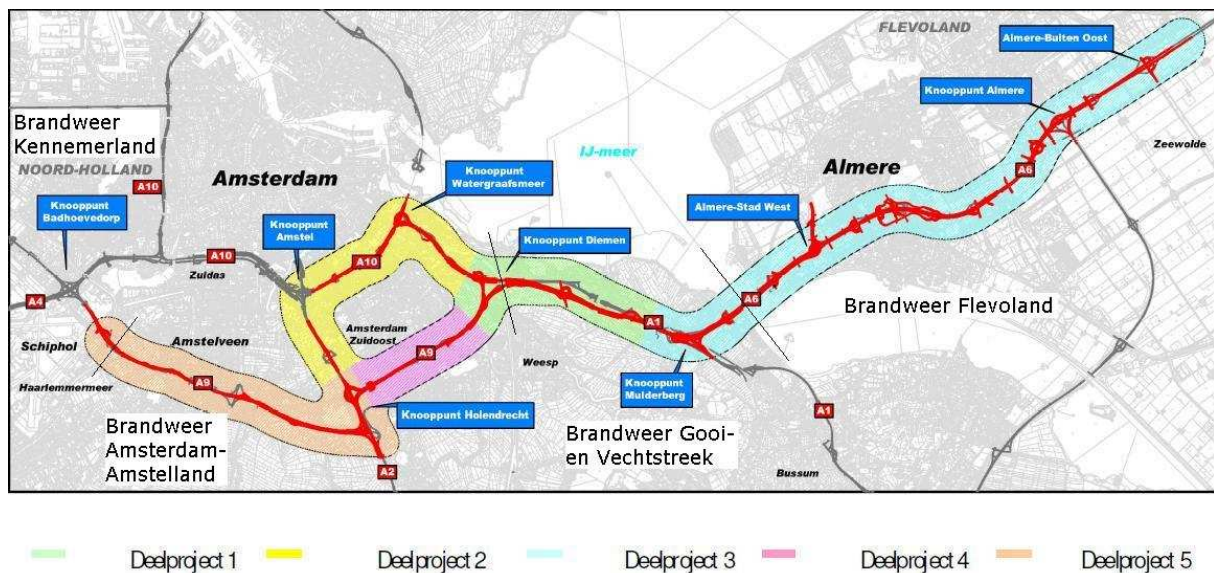 FLEVOLAND
Almere-Buiten Oost
Knooppunt Almere
Brandweer
Kennemerland
NOORD-HOLLAND
A10
Amsterdam
IJ-meer
Almere
Zeewolde
A6
Knooppunt
Watergraafsmeer
Knooppunt
Badhoevedorp
Knooppunt
Amstel
Knooppunt Diemen
Almere-Stad West
A10
Zuidas
A10
A4
A6
Brandweer Flevoland
Schiphol
Amstelveen
Amsterdam
Zuidoost
A1
A9
Weesp
Haarlemmermeer
A9
Knooppunt
Muiderberg
Knooppunt Holendrecht
A1
Brandweer
Amsterdam-
Amstelland
Brandweer Gooi-
en Vechtstreek
A2
Bussum
Deelproject 1
Deelproject 2
Deelproject 3
Deelproject 4
Deelproject 5